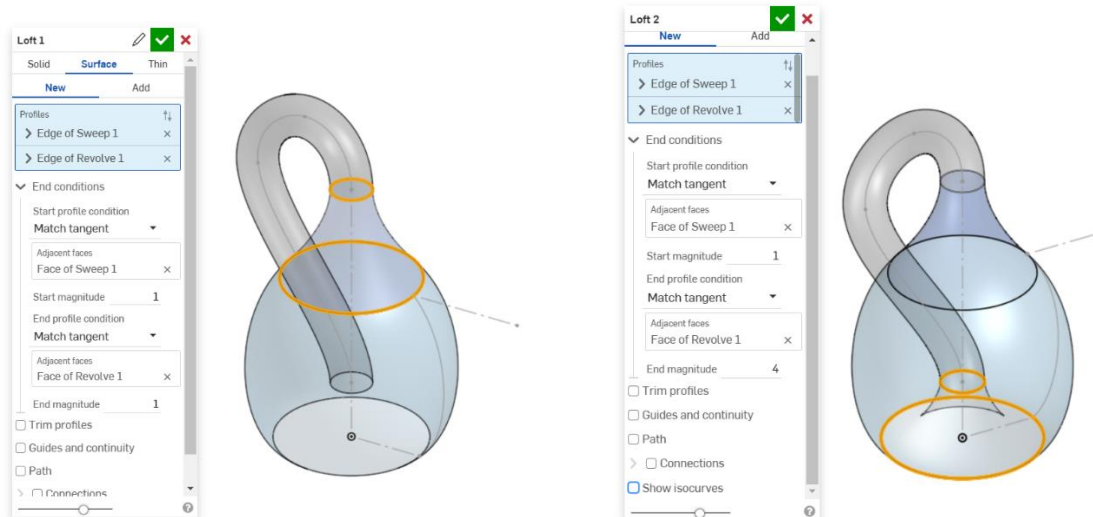 Loft 1
Solid Surface Thin
New Add
Profiles
Edge of Sweep 1
Edge of Revolve 1
End conditions
Start profile condition
Match tangent
Adjacent faces
Face of Sweep 1
Start magnitude 1
End profile condition
Match tangent
Adjacent faces
Face of Revolve 1
End magnitude 1
Trim profiles
Guides and continuity
Path
Connections
Loft 2
New Add
Profiles
Edge of Sweep 1
Edge of Revolve 1
End conditions
Start profile condition
Match tangent
Adjacent faces
Face of Sweep 1
Start magnitude 1
End profile condition
Match tangent
Adjacent faces
Face of Revolve 1
End magnitude 4
Trim profiles
Guides and continuity
Path
Connections
Show isocurves